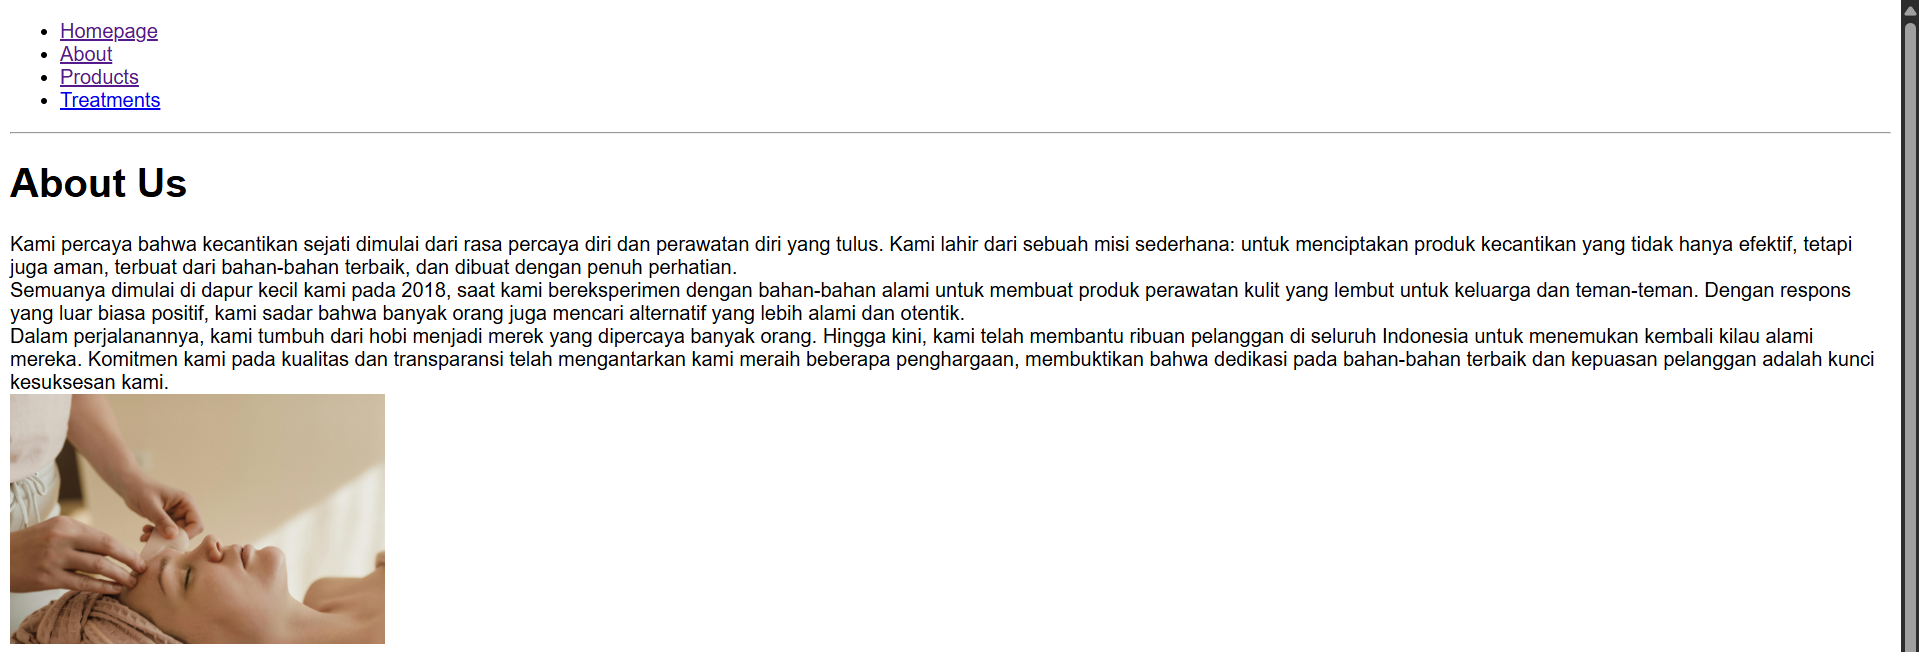 Homepage
About
Products
Treatments
About Us
Kami percaya bahwa kecantikan sejati dimulai dari rasa percaya diri dan perawatan diri yang tulus. Kami lahir dari sebuah misi sederhana: untuk menciptakan produk kecantikan yang tidak hanya efektif, tetapi
juga aman, terbuat dari bahan-bahan terbaik, dan dibuat dengan penuh perhatian.
Semuanya dimulai di dapur kecil kami pada 2018, saat kami bereksperimen dengan bahan-bahan alami untuk membuat produk perawatan kulit yang lembut untuk keluarga dan teman-teman. Dengan respons
yang luar biasa positif, kami sadar bahwa banyak orang juga mencari alternatif yang lebih alami dan otentik.
Dalam perjalanannya, kami tumbuh dari hobi menjadi merek yang dipercaya banyak orang. Hingga kini, kami telah membantu ribuan pelanggan di seluruh Indonesia untuk menemukan kembali kilau alami
mereka. Komitmen kami pada kualitas dan transparansi telah mengantarkan kami meraih beberapa penghargaan, membuktikan bahwa dedikasi pada bahan-bahan terbaik dan kepuasan pelanggan adalah kunci
kesuksesan kami.